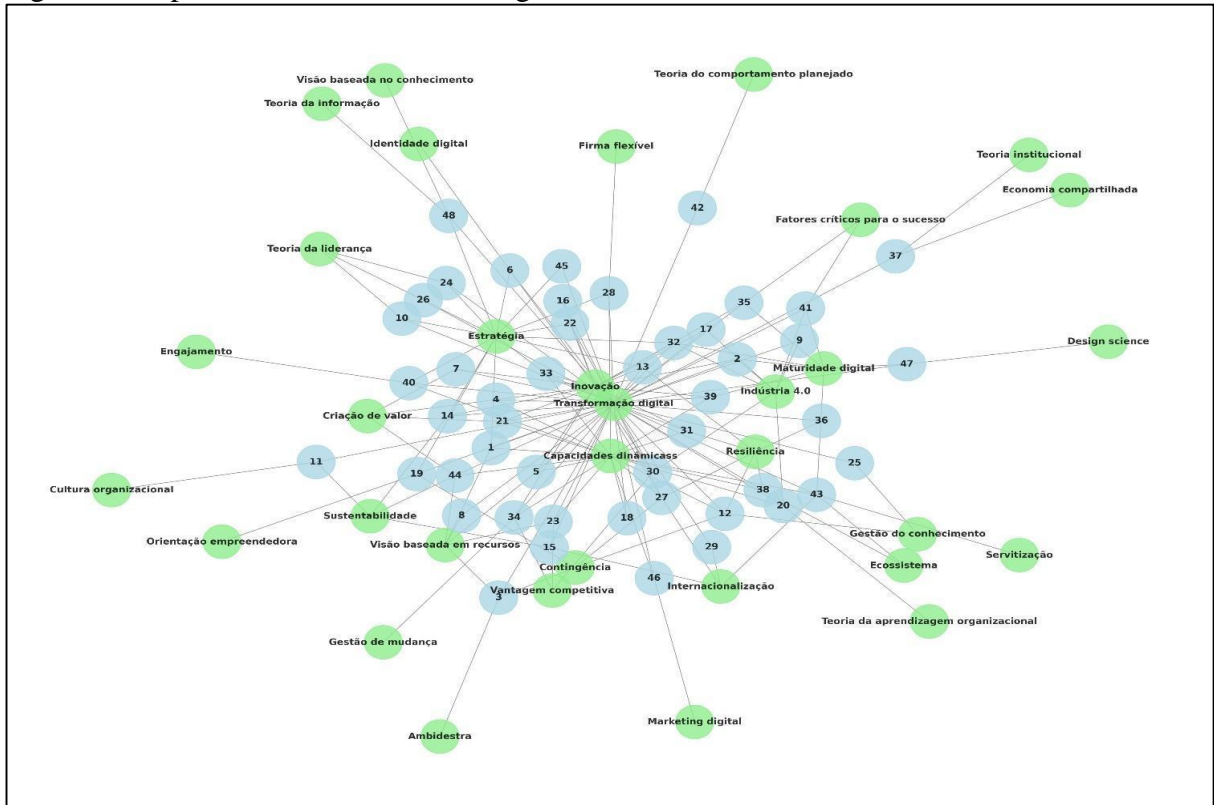 Visão baseada no conhecimento
Teoria do comportamento planejado
Teoria da informação
Identidade digital
Firma flexível
Teoria institucional
Economia compartilhada
42
48
Fatores críticos para o sucesso
Teoria da liderança
37
45
6
24
28
26
16
35
41
10
22
17
Estratégia
9
32
Design science
Engajamento
2
47
13
7
Maturidade digital
33
40
Inovação
Indústria 4.0
39
4
Transformação digital
Criação de valor
14
21
36
31
1
Resiliência
Capacidades dinâmicass
11
25
5
30
19
44
Cultura organizacional
38
43
27
20
12
Sustentabilidade
8
34
18
23
Gestão do conhecimento
Orientação empreendedora
Visão baseada em recursos
15
29
Servitização
Ecossistema
Contingência
46
Internacionalização
Vantagem competitiva
3
Teoria da aprendizagem organizacional
Gestão de mudança
Marketing digital
Ambidestra